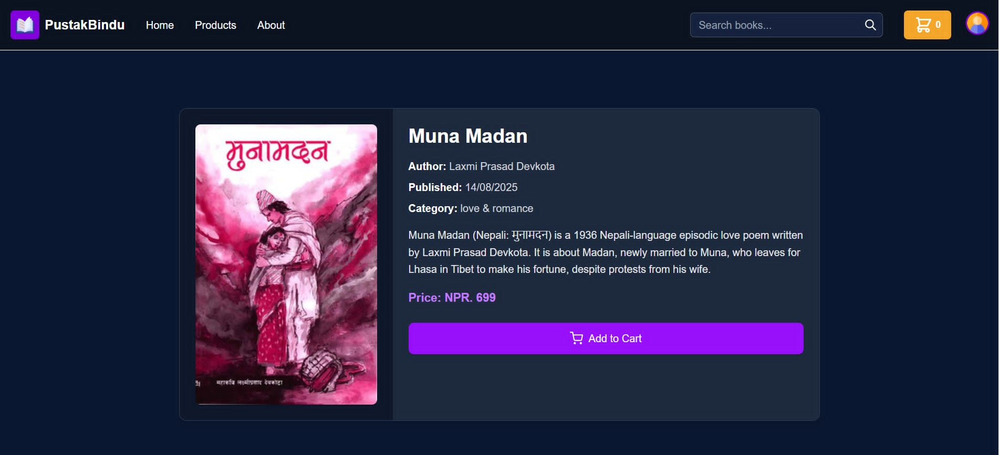 PustakBindu
Home
Products
About
Search books...
0
मुनामदन
महाकवि लक्ष्मीप्रसाद देवकोटा
Muna Madan
Author: Laxmi Prasad Devkota
Published: 14/08/2025
Category: love & romance
Muna Madan (Nepali: मुनामदन) is a 1936 Nepali-language episodic love poem written
by Laxmi Prasad Devkota. It is about Madan, newly married to Muna, who leaves for
Lhasa in Tibet to make his fortune, despite protests from his wife.
Price: NPR. 699
Add to Cart